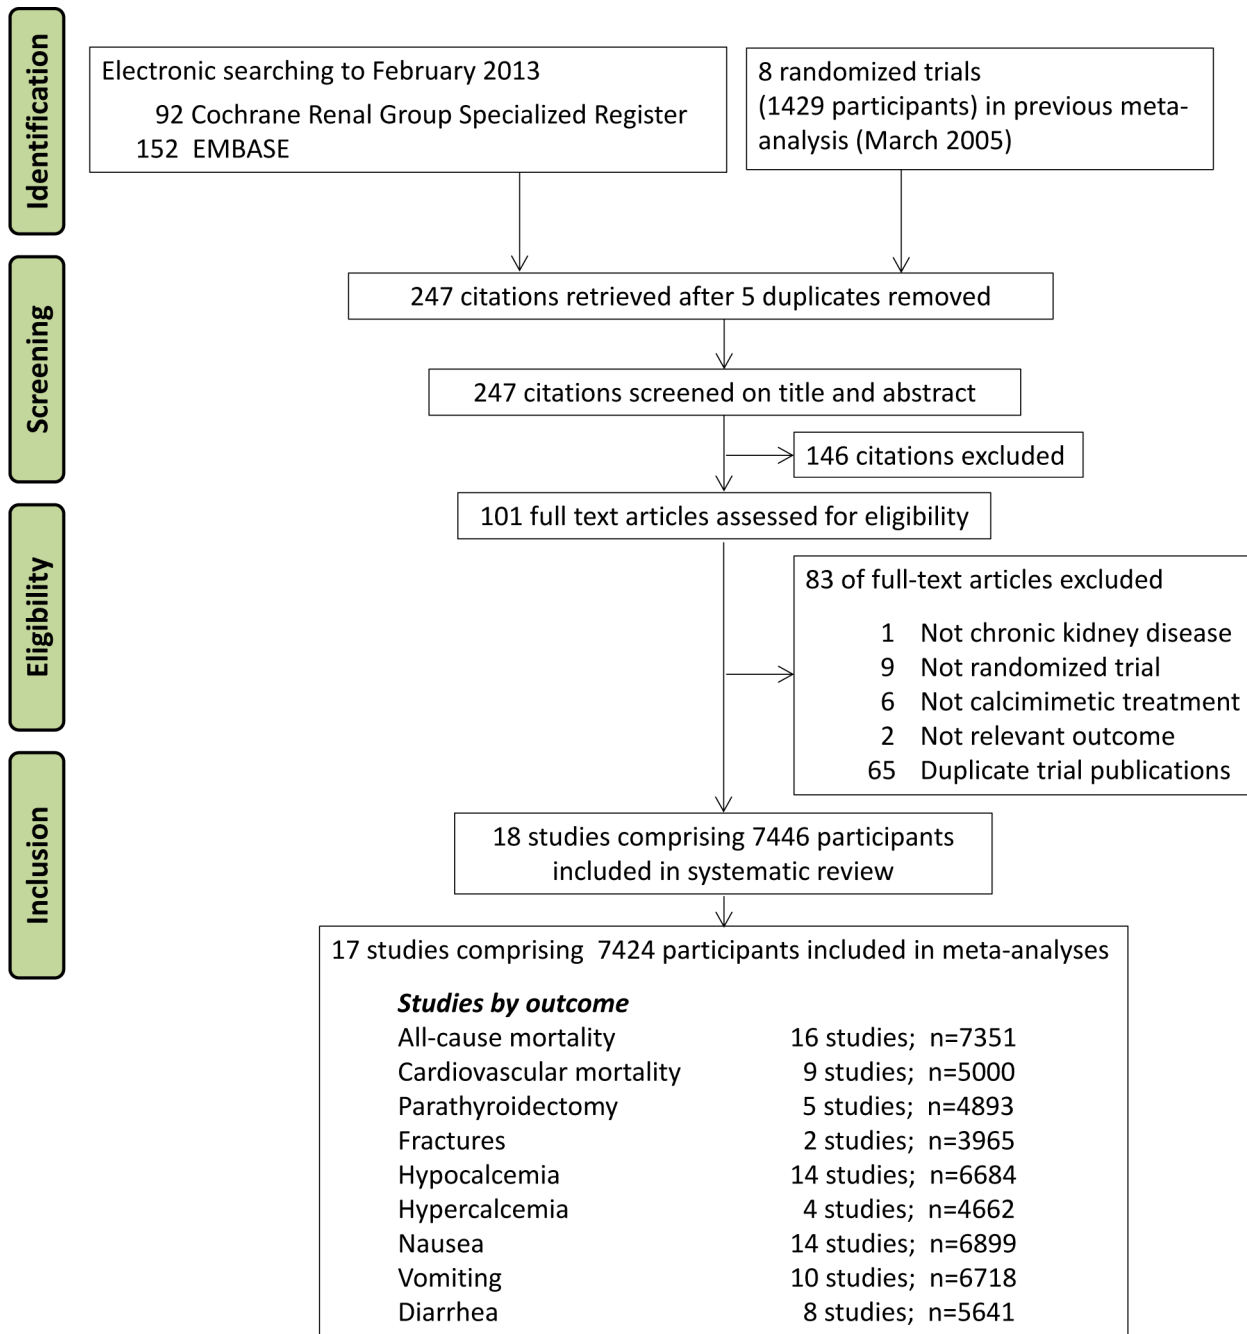 Identification
Electronic searching to February 2013
92 Cochrane Renal Group Specialized Register
152 EMBASE
8 randomized trials
(1429 participants) in previous meta-
analysis (March 2005)
Screening
247 citations retrieved after 5 duplicates removed
247 citations screened on title and abstract
146 citations excluded
Eligibility
101 full text articles assessed for eligibility
83 of full-text articles excluded
1 Not chronic kidney disease
9 Not randomized trial
6 Not calcimimetic treatment
2 Not relevant outcome
65 Duplicate trial publications
Inclusion
18 studies comprising 7446 participants
included in systematic review
17 studies comprising 7424 participants included in meta-analyses
Studies by outcome
All-cause mortality 16 studies; n=7351
Cardiovascular mortality 9 studies; n=5000
Parathyroidectomy 5 studies; n=4893
Fractures 2 studies; n=3965
Hypocalcemia 14 studies; n=6684
Hypercalcemia 4 studies; n=4662
Nausea 14 studies; n=6899
Vomiting 10 studies; n=6718
Diarrhea 8 studies; n=5641